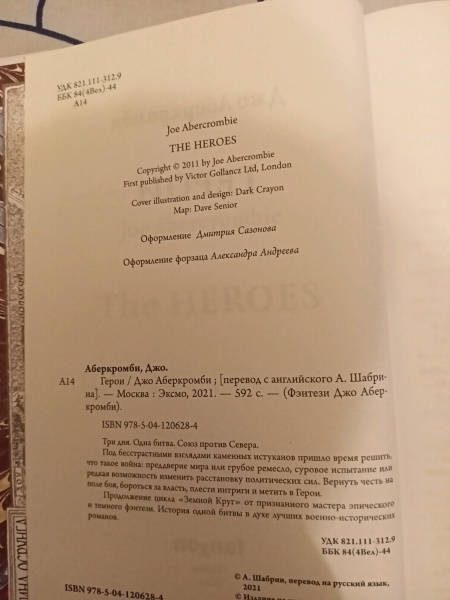 УДК 821.111-312.9
ББК 84(4Вел)-44
А14
Joe Abercrombie
THE HEROES
Copyright © 2011 by Joe Abercrombie
First published by Victor Gollancz Ltd, London
Cover illustration and design: Dark Crayon
Map: Dave Senior
Оформление Дмитрия Сазонова
Оформление форзаца Александра Андреева
The HEROES
Аберкромби, Джо.
А14 Герои / Джо Аберкромби ; [перевод с английского А. Шабри-
на]. — Москва : Эксмо, 2021. — 592 с. — (Фэнтези Джо Абер-
кромби).
ISBN 978-5-04-120628-4
Три дня. Одна битва. Союз против Севера.
Под бесстрастными взглядами каменных истуканов пришло время решить,
что такое война: преддверие мира или грубое ремесло, суровое испытание или
редкая возможность изменить расстановку политических сил. Вернуть честь на
поле боя, бороться за власть, плести интриги и метить в Герои.
Продолжение цикла «Земной Круг» от признанного мастера эпического
и темного фэнтези. История одной битвы в духе лучших военно-исторических
романов.
УДК 821.111-312.9
ББК 84(4Вел)-44
© А. Шабрин, перевод на русский язык,
2021
ISBN 978-5-04-120628-4
© Издание на